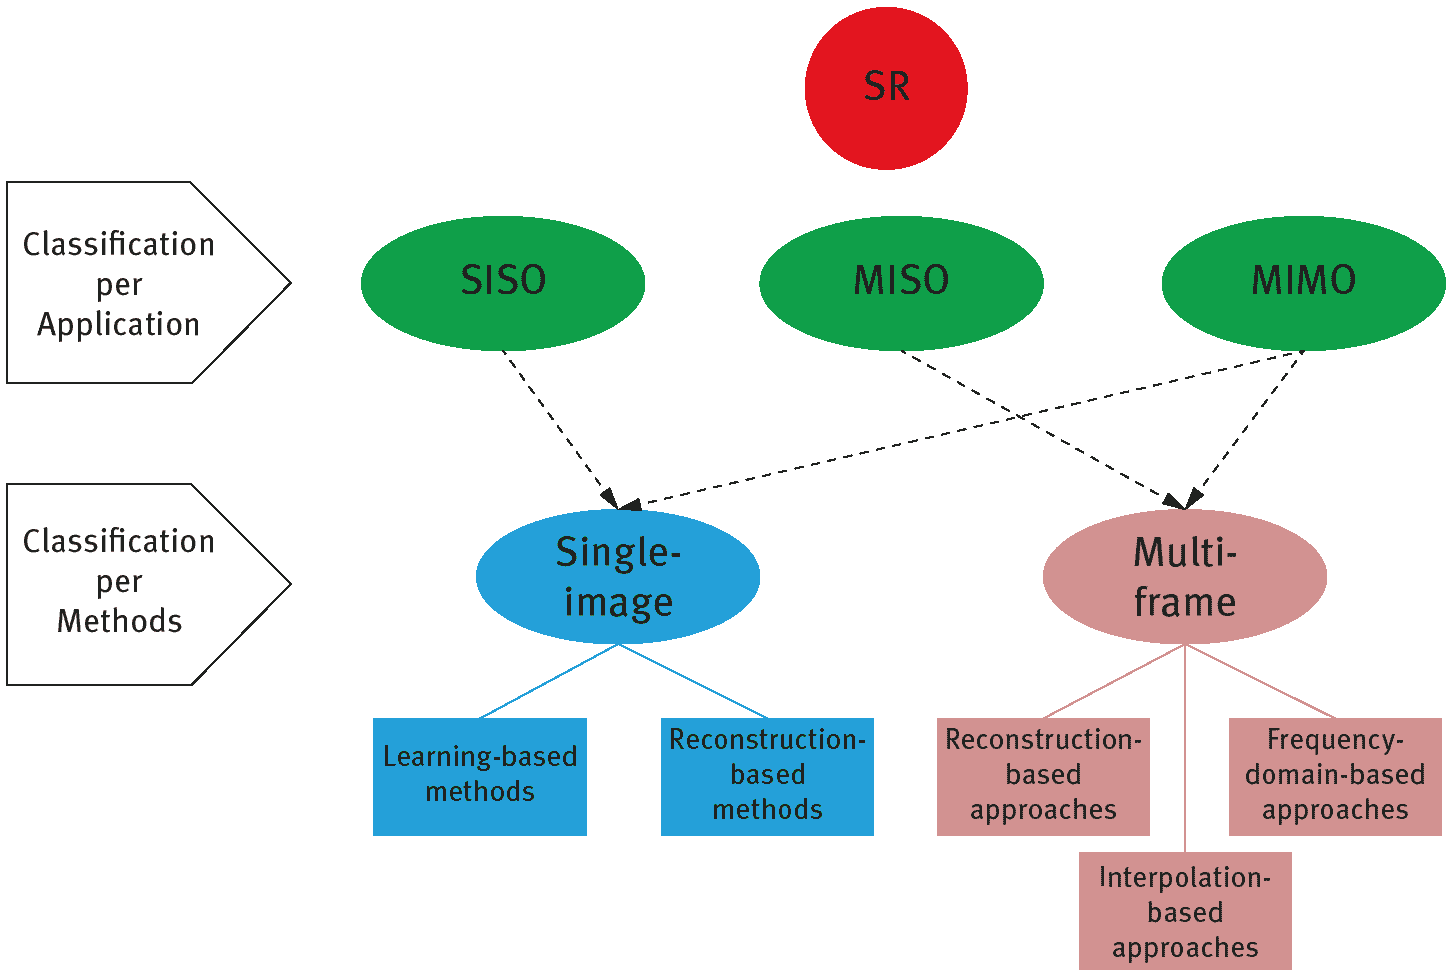 SR
Classification
per
Application
SISO
MISO
MIMO
Classification
per
Methods
Single-
image
Multi-
frame
Learning-based
methods
Reconstruction-
based
methods
Reconstruction-
based
approaches
Frequency-
domain-based
approaches
Interpolation-
based
approaches